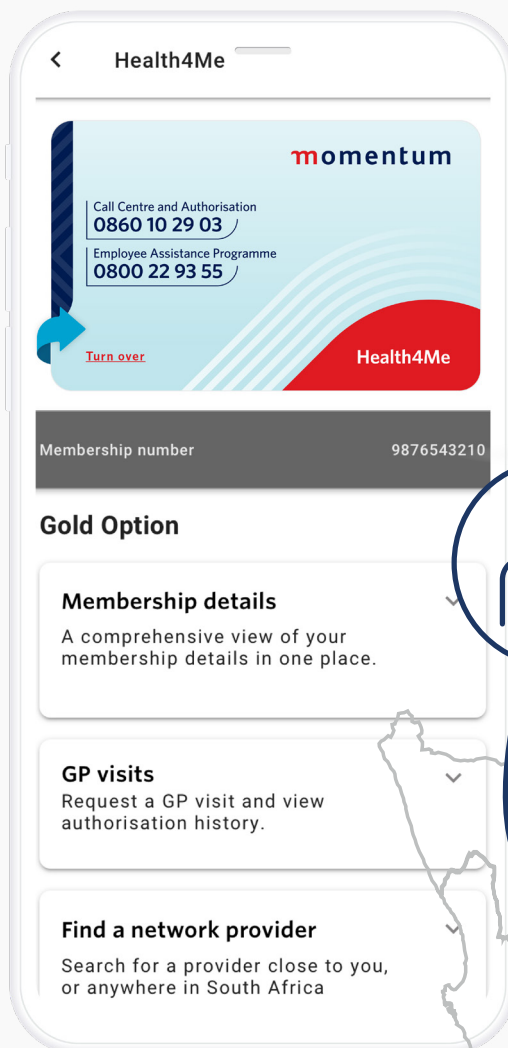 Health4Me
momentum
Call Centre and Authorisation
0860 10 29 03
Employee Assistance Programme
0800 22 93 55
Turn over
Health4Me
Membership number 9876543210
Gold Option
Membership details
A comprehensive view of your
membership details in one place.
GP visits
Request a GP visit and view
authorisation history.
Find a network provider
Search for a provider close to you,
or anywhere in South Africa